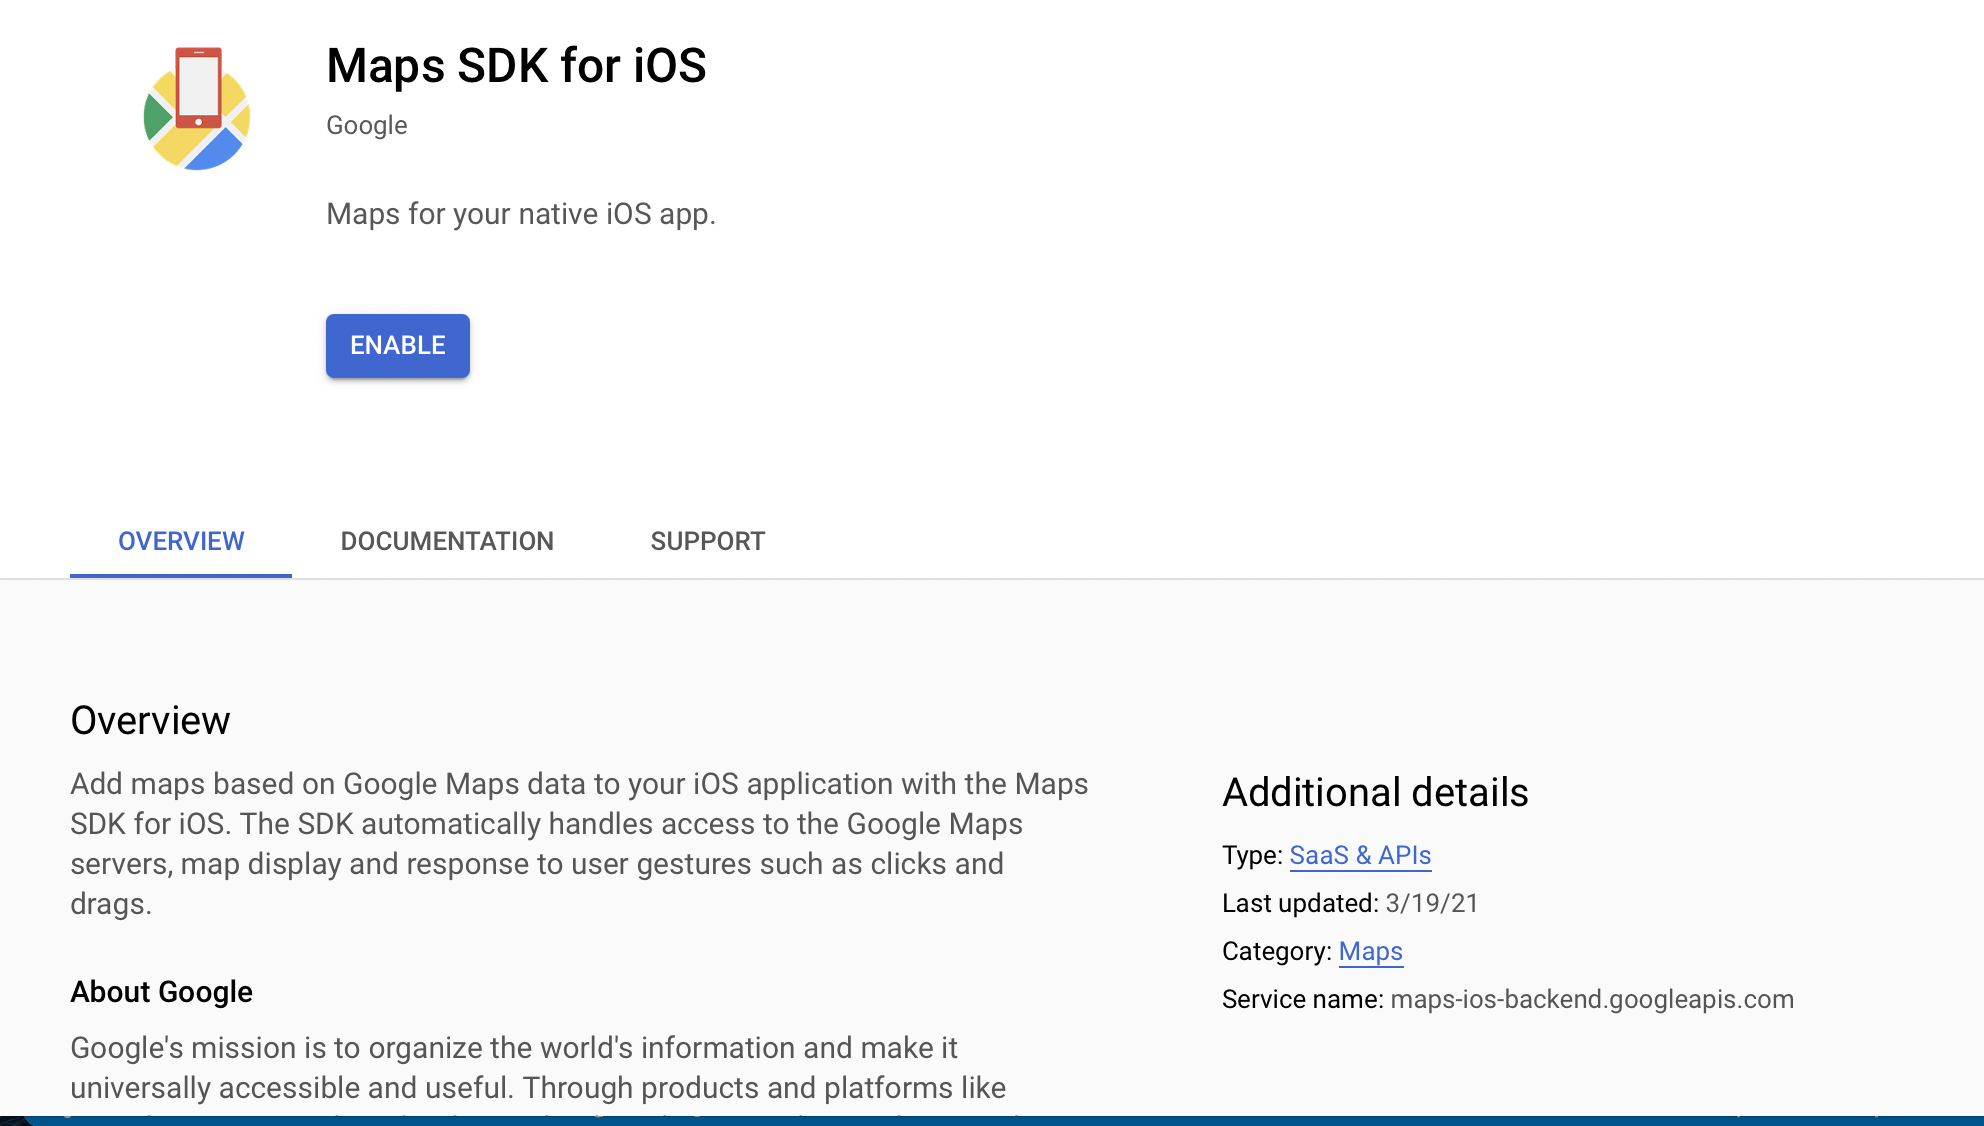 Maps SDK for iOS
Google
Maps for your native iOS app.
ENABLE
OVERVIEW
DOCUMENTATION
SUPPORT
Overview
Add maps based on Google Maps data to your iOS application with the Maps
SDK for iOS. The SDK automatically handles access to the Google Maps
servers, map display and response to user gestures such as clicks and
drags.
About Google
Google's mission is to organize the world's information and make it
universally accessible and useful. Through products and platforms like
Additional details
Type: SaaS & APIs
Last updated: 3/19/21
Category: Maps
Service name: maps-ios-backend.googleapis.com